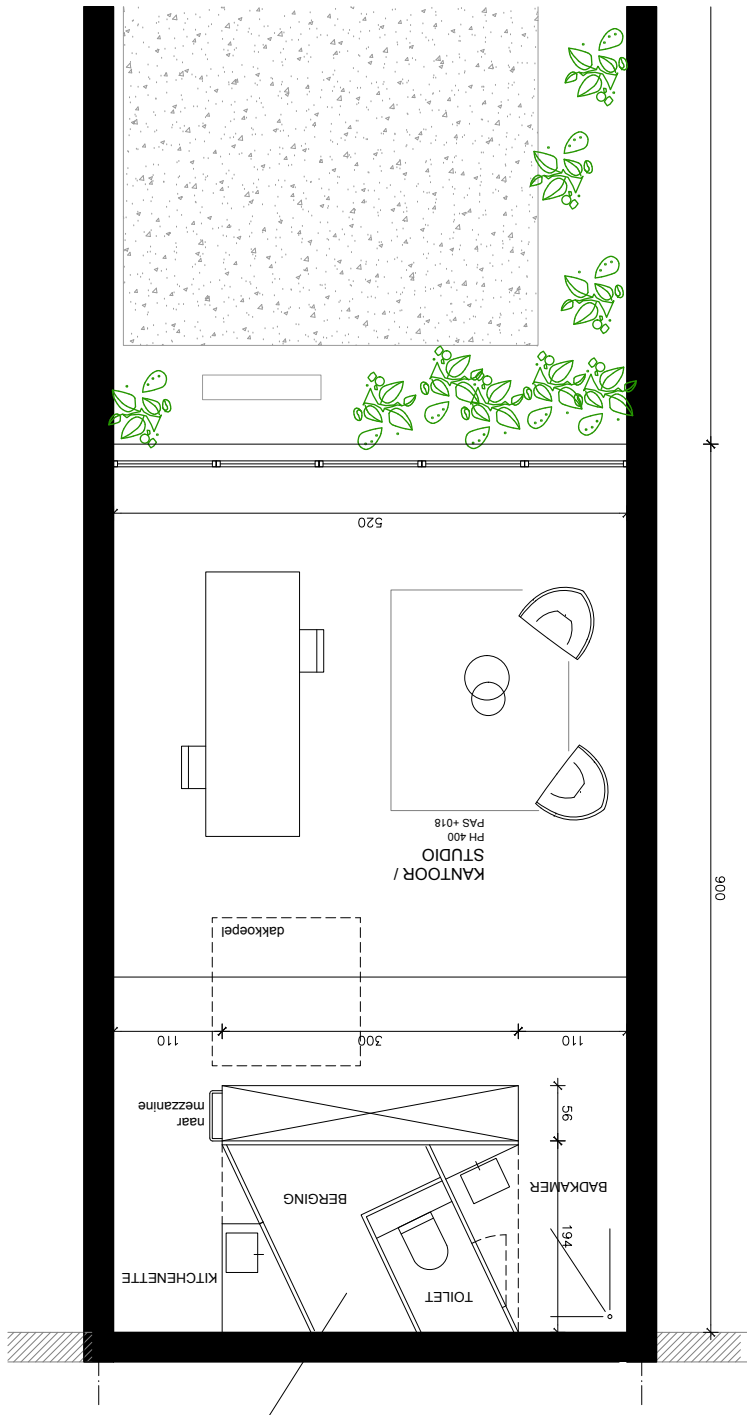 TOILET
KITCHENETTE
194
BADKAMER
BERGING
naar
mezzanine
56
110
300
110
dakkoepel
900
KANTOOR /
STUDIO
PH 400
PAS +018
520